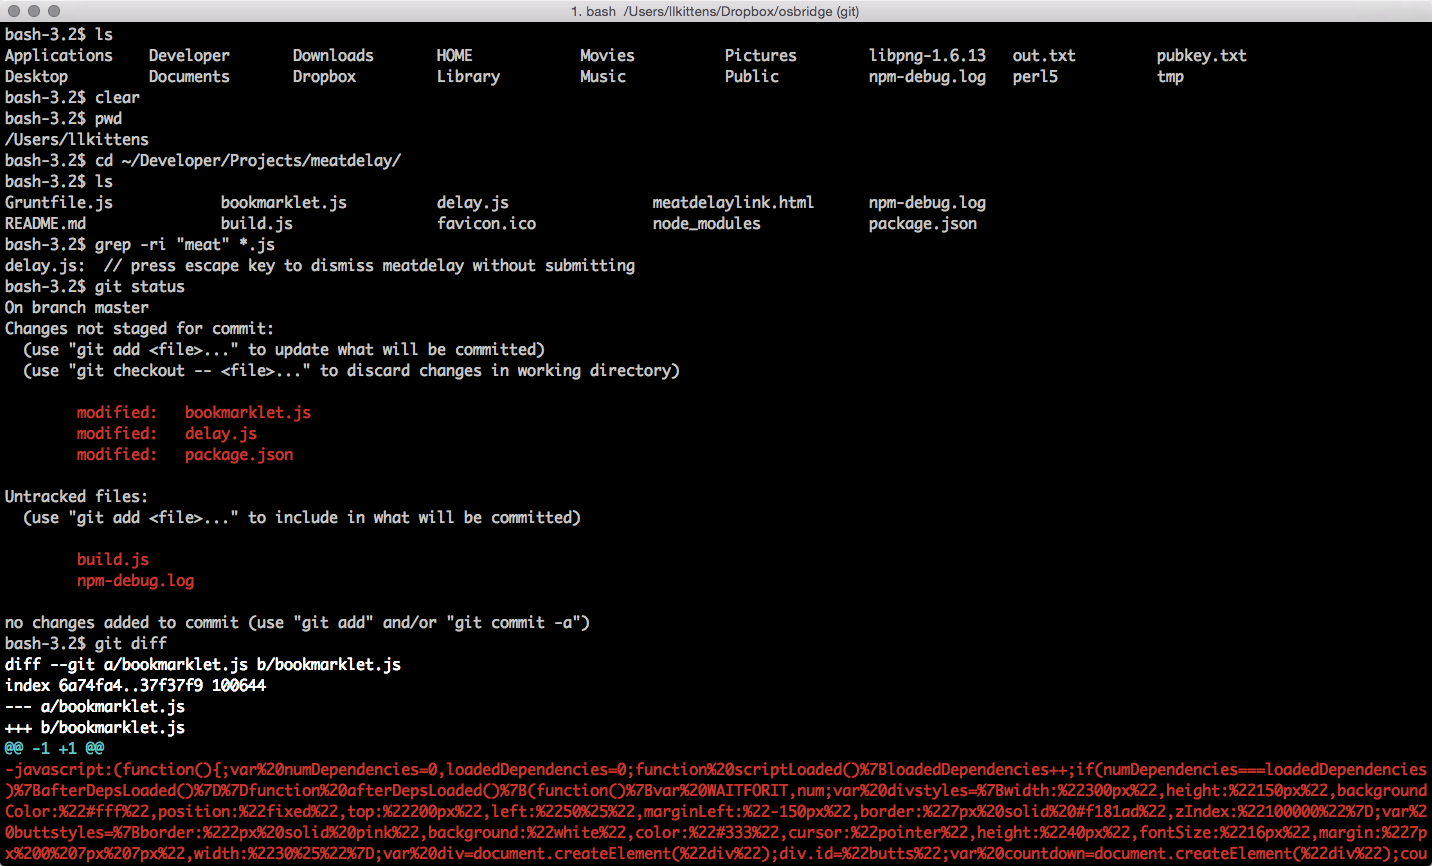 1. bash  /Users/llkittens/Dropbox/osbridge (git)
bash-3.2$ ls
Applications    Developer       Downloads       HOME            Movies          Pictures        libpng-1.6.13   out.txt         pubkey.txt
Desktop         Documents       Dropbox         Library         Music           Public          npm-debug.log   perl5           tmp
bash-3.2$ clear
bash-3.2$ pwd
/Users/llkittens
bash-3.2$ cd ~/Developer/Projects/meatdelay/
bash-3.2$ ls
Gruntfile.js            bookmarklet.js          delay.js                meatdelaylink.html      npm-debug.log
README.md               build.js                favicon.ico             node_modules            package.json
bash-3.2$ grep -ri "meat" *.js
delay.js:  // press escape key to dismiss meatdelay without submitting
bash-3.2$ git status
On branch master
Changes not staged for commit:
  (use "git add <file>..." to update what will be committed)
  (use "git checkout -- <file>..." to discard changes in working directory)
        modified:   bookmarklet.js
        modified:   delay.js
        modified:   package.json
Untracked files:
  (use "git add <file>..." to include in what will be committed)
        build.js
        npm-debug.log
no changes added to commit (use "git add" and/or "git commit -a")
bash-3.2$ git diff
diff --git a/bookmarklet.js b/bookmarklet.js
index 6a74fa4..37f37f9 100644
--- a/bookmarklet.js
+++ b/bookmarklet.js
@@ -1 +1 @@
-javascript:(function(){;var%20numDependencies=0,loadedDependencies=0;function%20scriptLoaded()%7BloadedDependencies++;if(numDependencies===loadedDependencies
)%7BafterDepsLoaded()%7D%7Dfunction%20afterDepsLoaded()%7B(function()%7Bvar%20WAITFORIT,num;var%20divstyles=%7Bwidth:%22300px%22,height:%22150px%22,background
Color:%22#fff%22,position:%22fixed%22,top:%22200px%22,left:%2250%25%22,marginLeft:%22-150px%22,border:%227px%20solid%20#f181ad%22,zIndex:%22100000%22%7D;var%2
0buttstyles=%7Bborder:%222px%20solid%20pink%22,background:%22white%22,color:%22#333%22,cursor:%22pointer%22,height:%2240px%22,fontSize:%2216px%22,margin:%227p
x%200%207px%207px%22,width:%2230%25%22%7D;var%20div=document.createElement(%22div%22);div.id=%22butts%22;var%20countdown=document.createElement(%22div%22);cou